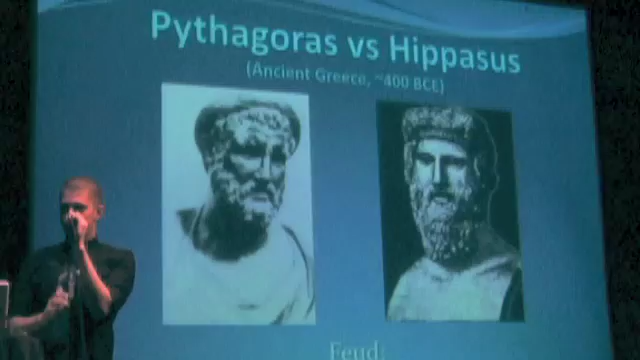 Pythagoras vs Hippasus
(Ancient Greece, ~400 BCE)
Feud: